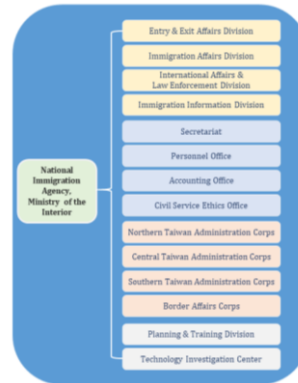 National
Immigration
Agency,
Ministry of the
Interior
Entry & Exit Affairs Division
Immigration Affairs Division
International Affairs &
Law Enforcement Division
Immigration Information Division
Secretariat
Personnel Office
Accounting Office
Civil Service Ethics Office
Northern Taiwan Administration Corps
Central Taiwan Administration Corps
Southern Taiwan Administration Corps
Border Affairs Corps
Planning & Training Division
Technology Investigation Center